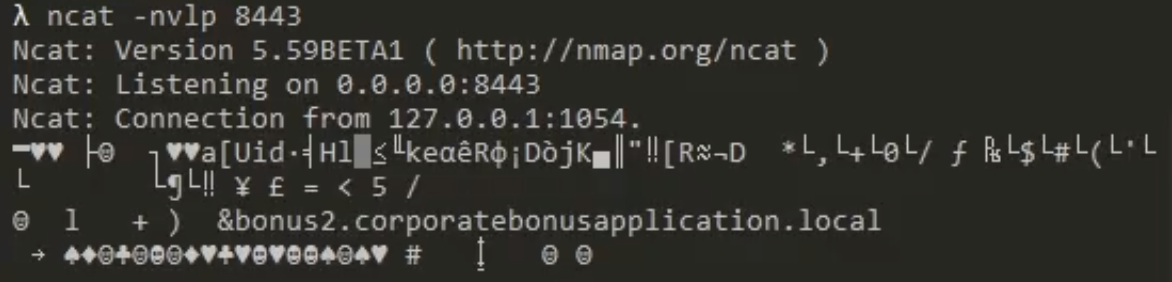 λ ncat -nvlp 8443
Ncat: Version 5.59BETA1 ( http://nmap.org/ncat )
Ncat: Listening on 0.0.0.0:8443
Ncat: Connection from 127.0.0.1:1054.
▬♥♥ ├☺ ┐♥♥a[Uid·╡Hl█≤╙keαêRφ¡DòjK▄║"‼[R≈¬D *└,└+└0└/ ƒ ₧└$└#└(└'└
└ └¶└‼ ¥ £ = < 5 /
☺ l + ) &bonus2.corporatebonusapplication.local
→ #